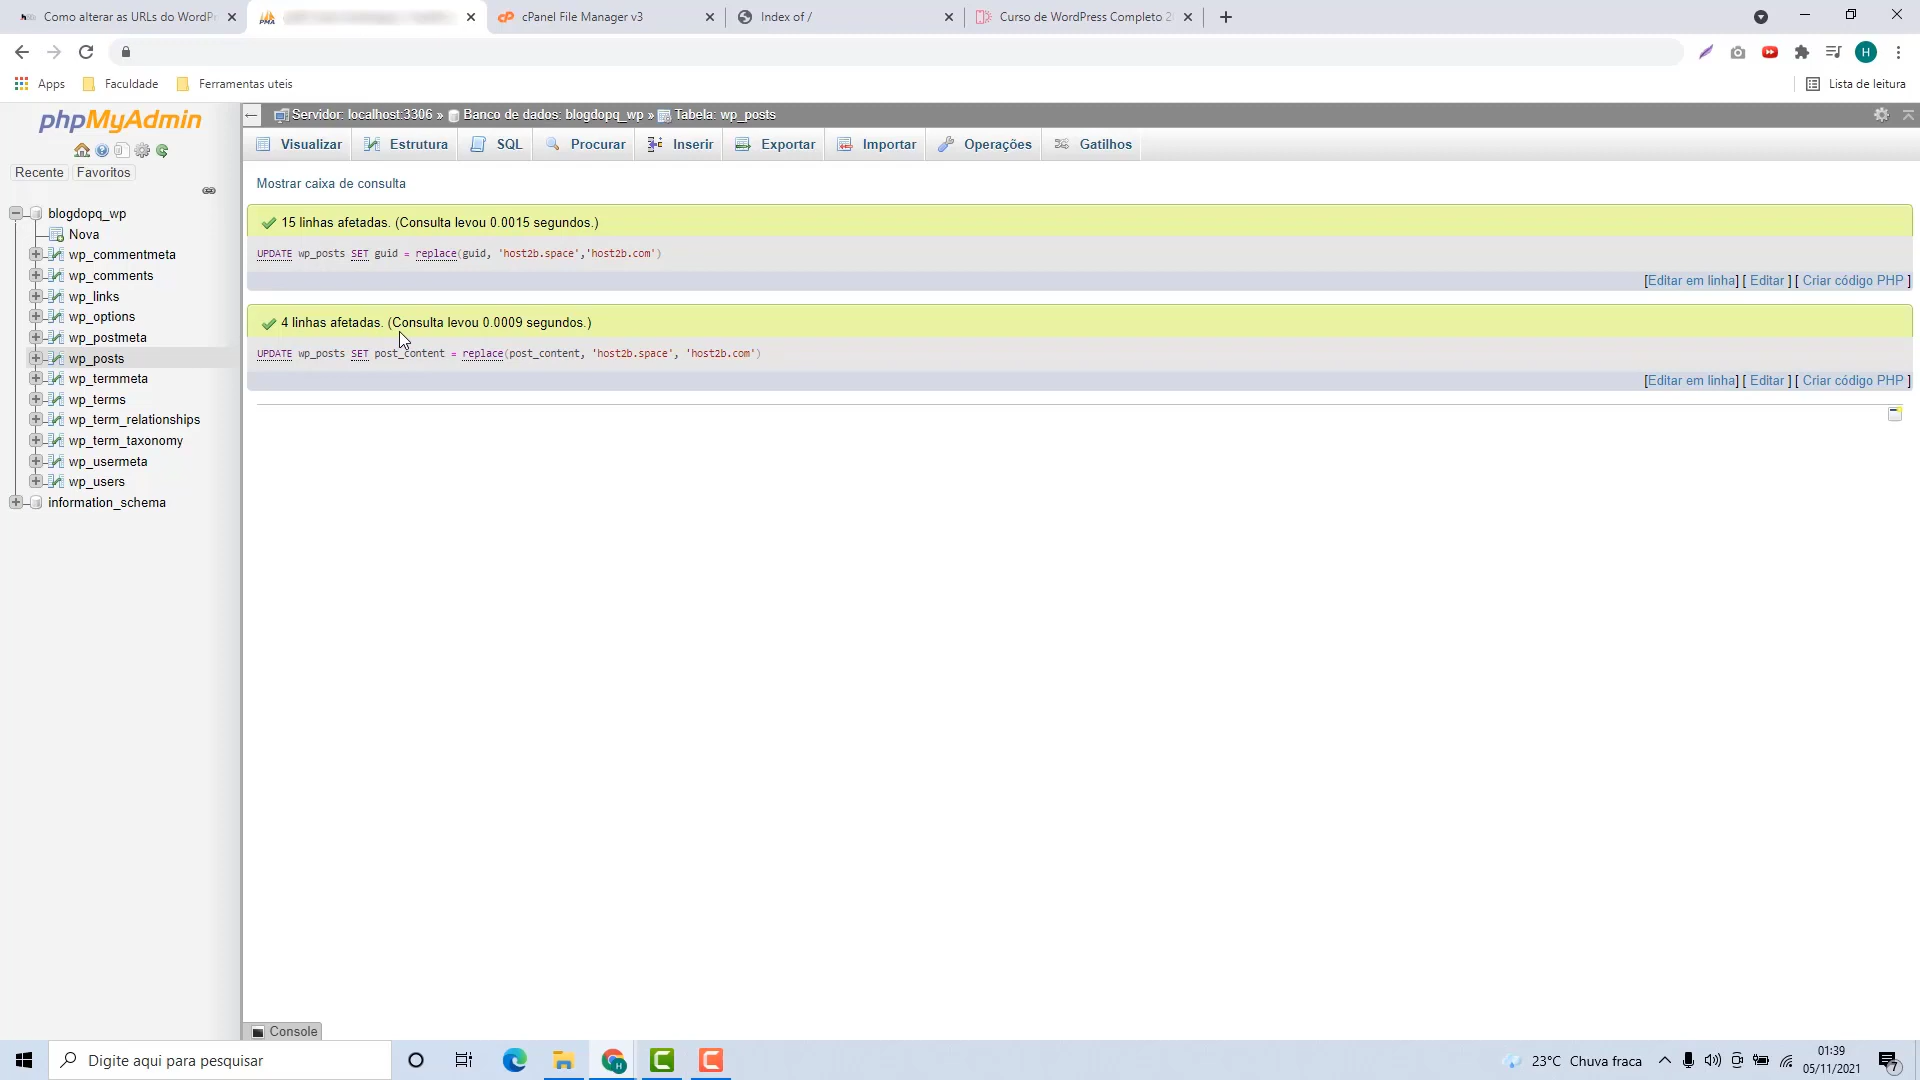 Como alterar as URLs do WordPr
cPanel File Manager v3
Index of /
Curso de WordPress Completo 2
Apps
Faculdade
Ferramentas uteis
H
Lista de leitura
phpMyAdmin
Servidor: localhost:3306 » Banco de dados: blogdopq_wp » Tabela: wp_posts
Visualizar
Estrutura
SQL
Procurar
Inserir
Exportar
Importar
Operações
Gatilhos
Recente
Favoritos
blogdopq_wp
Nova
wp_commentmeta
wp_comments
wp_links
wp_options
wp_postmeta
wp_posts
wp_termmeta
wp_terms
wp_term_relationships
wp_term_taxonomy
wp_usermeta
wp_users
information_schema
Mostrar caixa de consulta
15 linhas afetadas. (Consulta levou 0.0015 segundos.)
UPDATE wp_posts SET guid = replace(guid, 'host2b.space','host2b.com')
[Editar em linha] [ Editar ] [ Criar código PHP ]
4 linhas afetadas. (Consulta levou 0.0009 segundos.)
UPDATE wp_posts SET post_content = replace(post_content, 'host2b.space', 'host2b.com')
[Editar em linha] [ Editar ] [ Criar código PHP ]
Console
Digite aqui para pesquisar
23°C Chuva fraca
01:39
05/11/2021
7